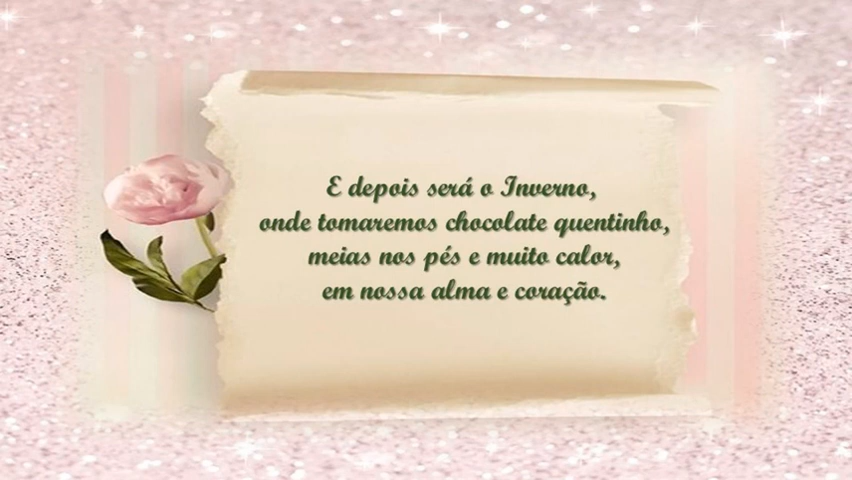 E depois será o Inverno,
onde tomaremos chocolate quentinho,
meias nos pés e muito calor,
em nossa alma e coração.